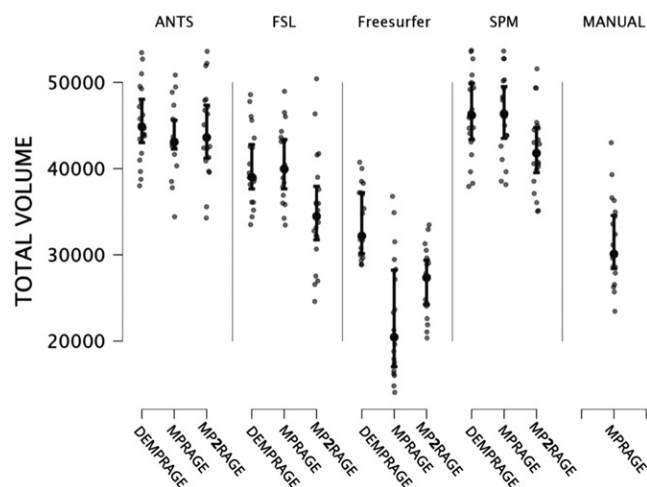 ANTS FSL Freesurfer SPM MANUAL
TOTAL VOLUME
50000
40000
30000
20000
DEMPRAGE MPRAGE MP2RAGE DEMPRAGE MPRAGE MP2RAGE DEMPRAGE MPRAGE MP2RAGE DEMPRAGE MPRAGE MP2RAGE MPRAGE